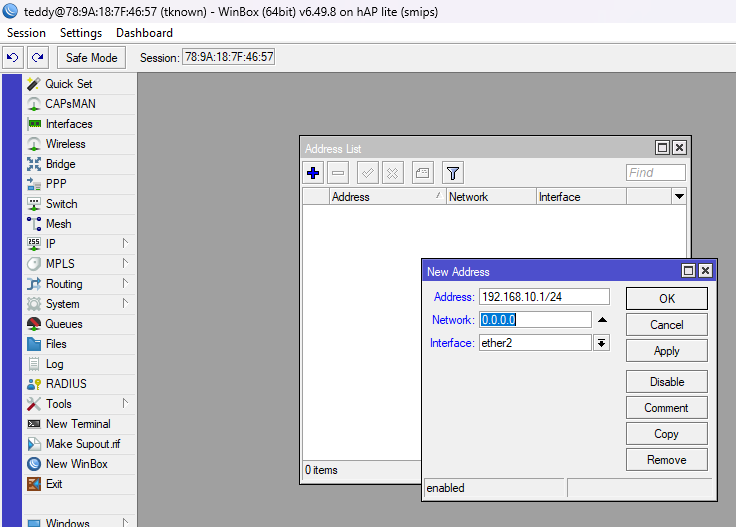 teddy@78:9A:18:7F:46:57 (tknown) - WinBox (64bit) v6.49.8 on hAP lite (smips)
Session Settings Dashboard
Safe Mode Session: 78:9A:18:7F:46:57
Quick Set
CAPsMAN
Interfaces
Wireless
Bridge
PPP
Switch
Mesh
255
IP
MPLS
Routing
System
Queues
Files
Log
RADIUS
Tools
New Terminal
Make Supout.rif
New WinBox
Exit
Windows
Address List
Find
Address Network Interface
0 items
New Address
Address: 192.168.10.1/24 OK
Network: 0.0.0.0 Cancel
Interface: ether2 Apply
Disable
Comment
Copy
Remove
enabled